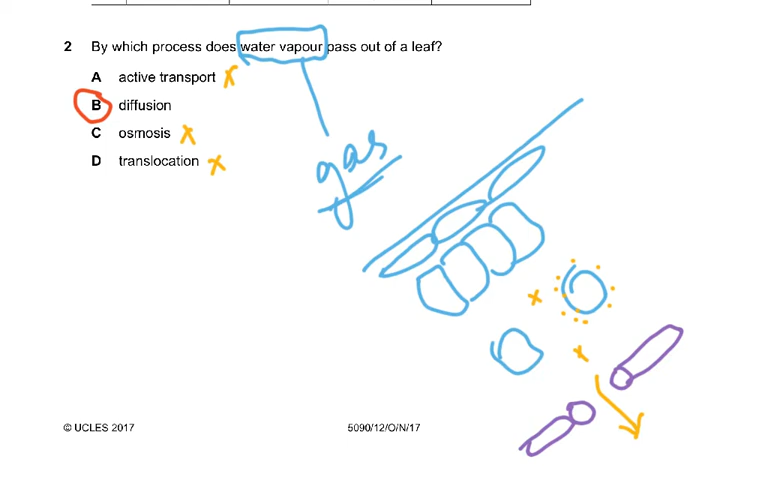 2 By which process does water vapour pass out of a leaf?
A active transport
B diffusion
C osmosis
D translocation
gas
© UCLES 2017 5090/12/O/N/17